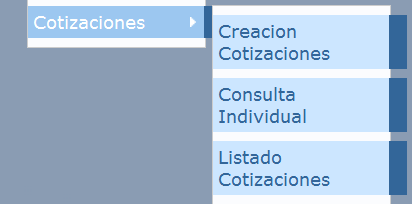 Cotizaciones
Creacion
Cotizaciones
Consulta
Individual
Listado
Cotizaciones